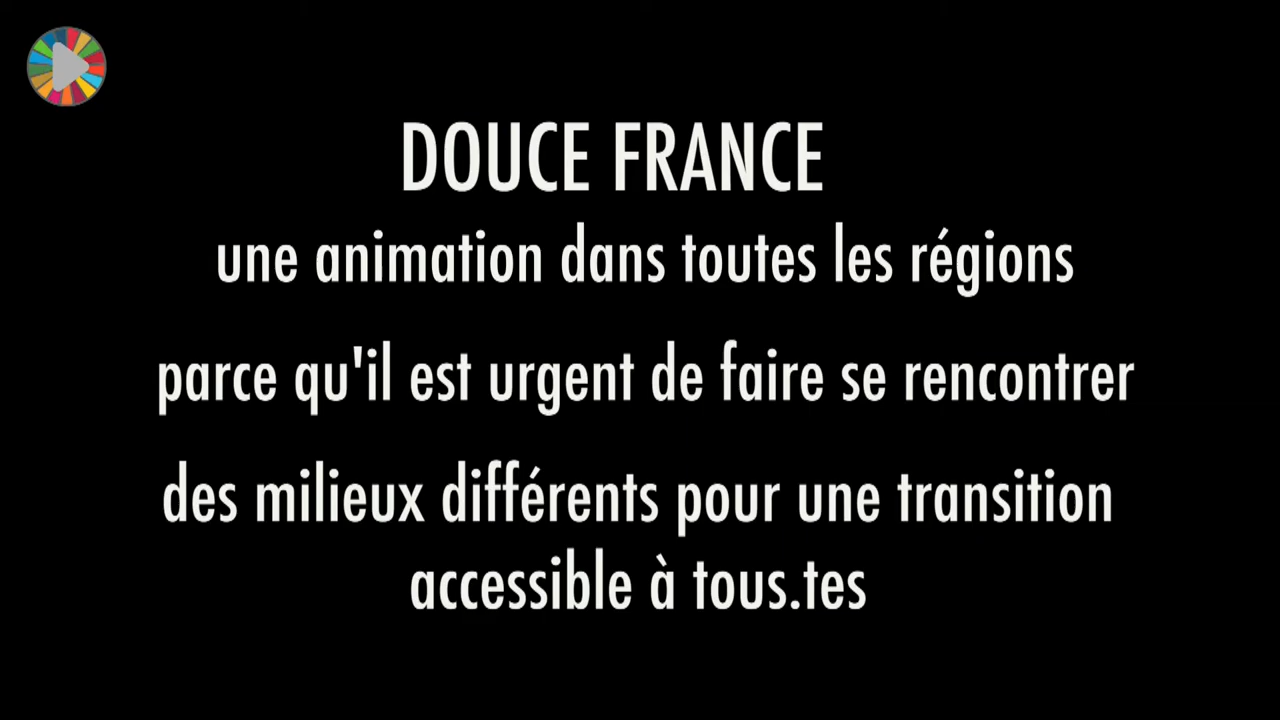 DOUCE FRANCE
une animation dans toutes les régions
parce qu'il est urgent de faire se rencontrer
des milieux différents pour une transition
accessible à tous.tes